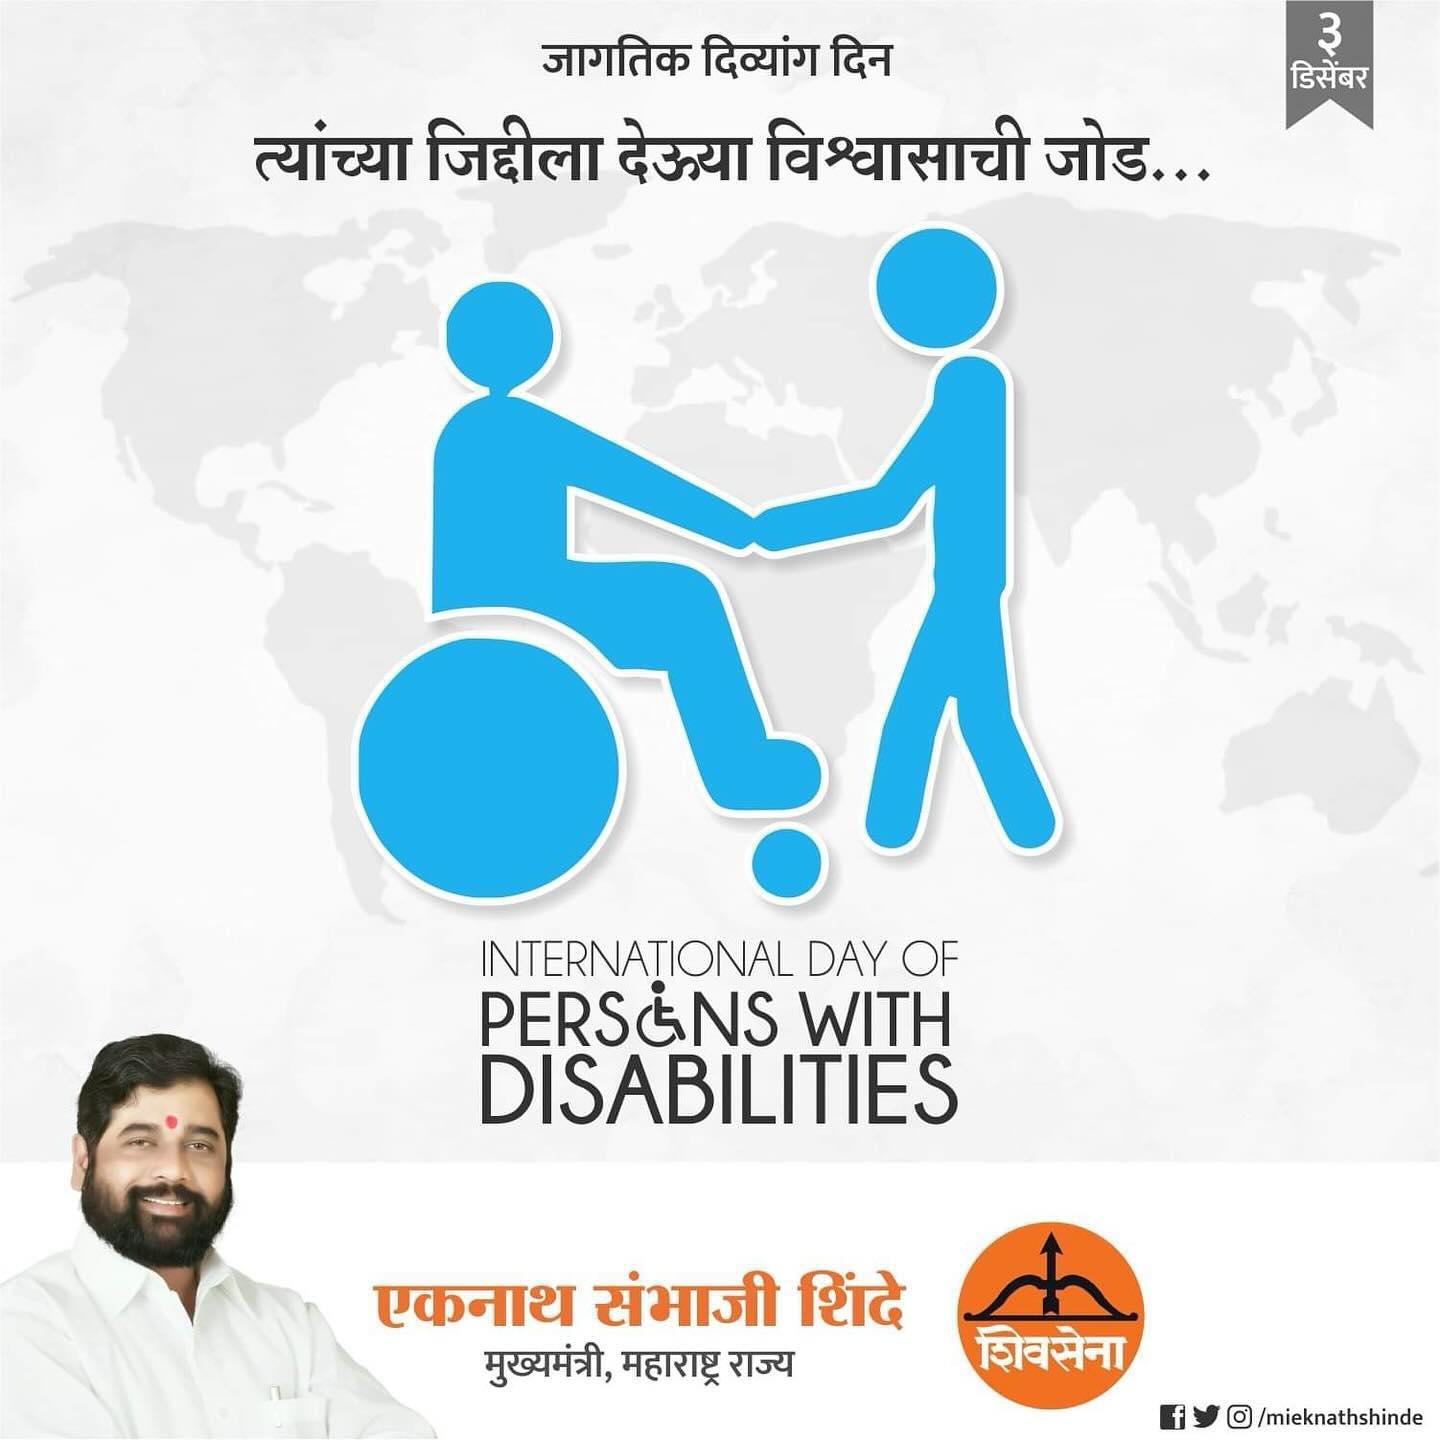 ३
डिसेंबर
जागतिक दिव्यांग दिन
त्यांच्या जिद्दीला देऊया विश्वासाची जोड...
INTERNATIONAL DAY OF
PERSONS WITH
DISABILITIES
एकनाथ संभाजी शिंदे
मुख्यमंत्री, महाराष्ट्र राज्य
शिवसेना
/mieknathshinde